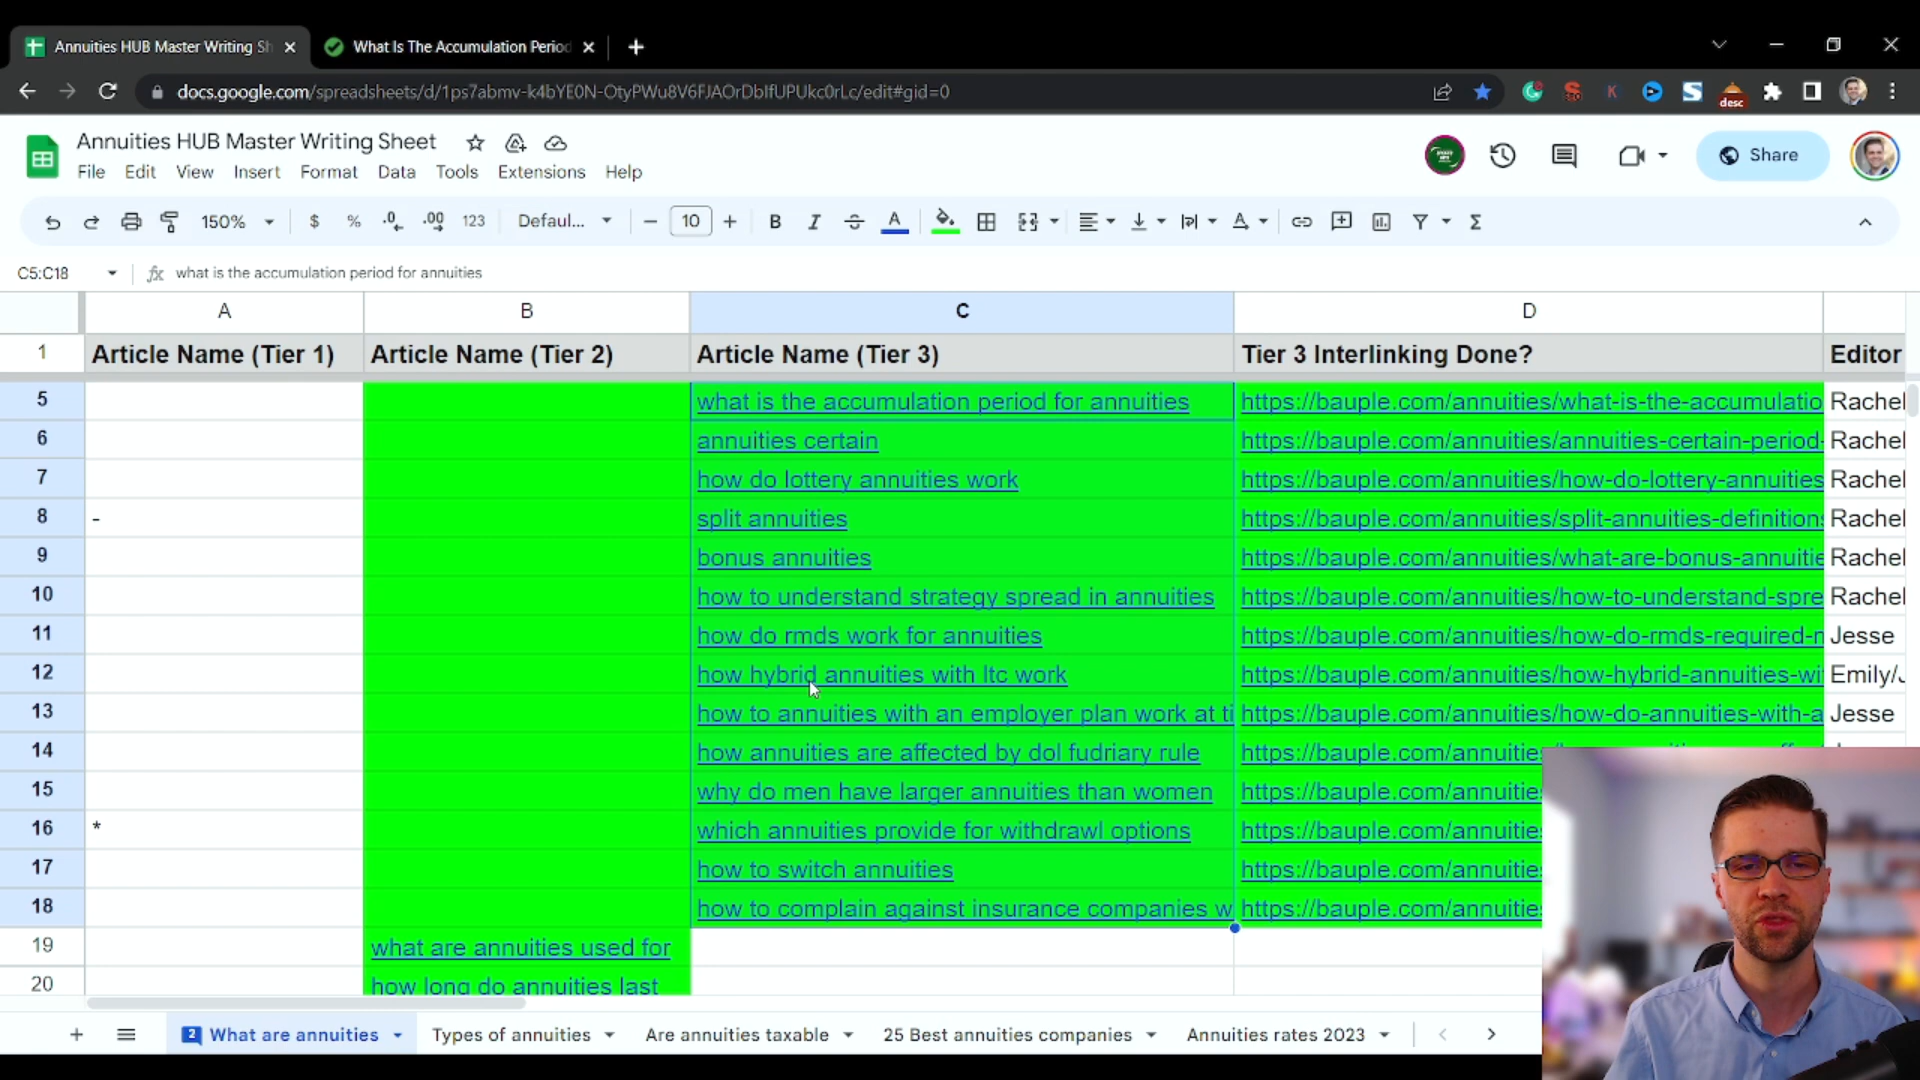 Annuities HUB Master Writing Sh
What Is The Accumulation Period
docs.google.com/spreadsheets/d/1ps7abmv-k4bYE0N-OtyPWu8V6FJAOrDbIfUPUkc0rLc/edit#gid=0
desc
Annuities HUB Master Writing Sheet
File Edit View Insert Format Data Tools Extensions Help
Share
150% $ % .0 .00 123 Defaul... 10 B I A
C5:C18 fx what is the accumulation period for annuities
A B C D
1 Article Name (Tier 1) Article Name (Tier 2) Article Name (Tier 3) Tier 3 Interlinking Done? Editor
5 what is the accumulation period for annuities https://bauple.com/annuities/what-is-the-accumulatio Rachel
6 annuities certain https://bauple.com/annuities/annuities-certain-period- Rachel
7 how do lottery annuities work https://bauple.com/annuities/how-do-lottery-annuities Rachel
8 - split annuities https://bauple.com/annuities/split-annuities-definitions Rachel
9 bonus annuities https://bauple.com/annuities/what-are-bonus-annuitie Rachel
10 how to understand strategy spread in annuities https://bauple.com/annuities/how-to-understand-spre Rachel
11 how do rmds work for annuities https://bauple.com/annuities/how-do-rmds-required-m Jesse
12 how hybrid annuities with ltc work https://bauple.com/annuities/how-hybrid-annuities-wi Emily/J
13 how to annuities with an employer plan work at ti https://bauple.com/annuities/how-do-annuities-with-a Jesse
14 how annuities are affected by dol fudriary rule https://bauple.com/annuities/
15 why do men have larger annuities than women https://bauple.com/annuitie
16 * which annuities provide for withdrawl options https://bauple.com/annuitie
17 how to switch annuities https://bauple.com/annuitie
18 how to complain against insurance companies w https://bauple.com/annuitie
19 what are annuities used for
20 how long do annuities last
2 What are annuities Types of annuities Are annuities taxable 25 Best annuities companies Annuities rates 2023